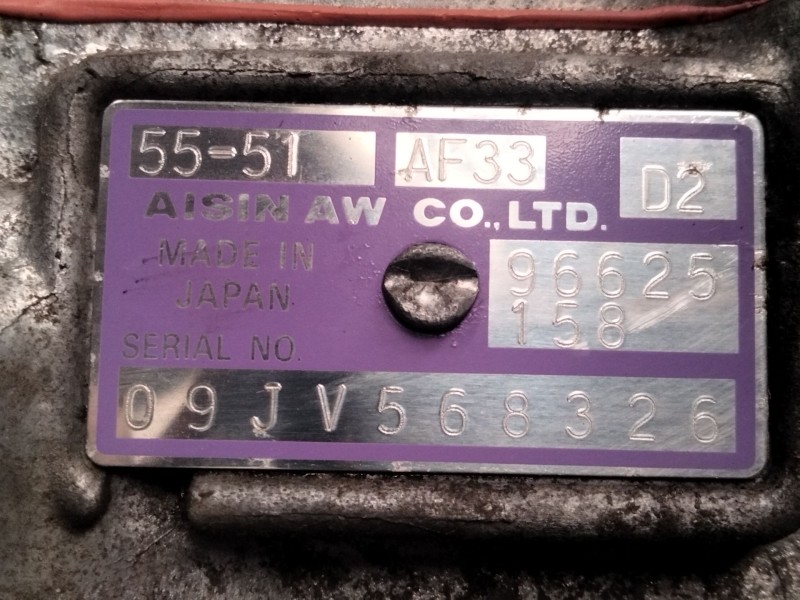 55-51 AF33 D2
AISIN AW CO., LTD.
MADE IN
JAPAN
96625
158
SERIAL NO.
09JV568326